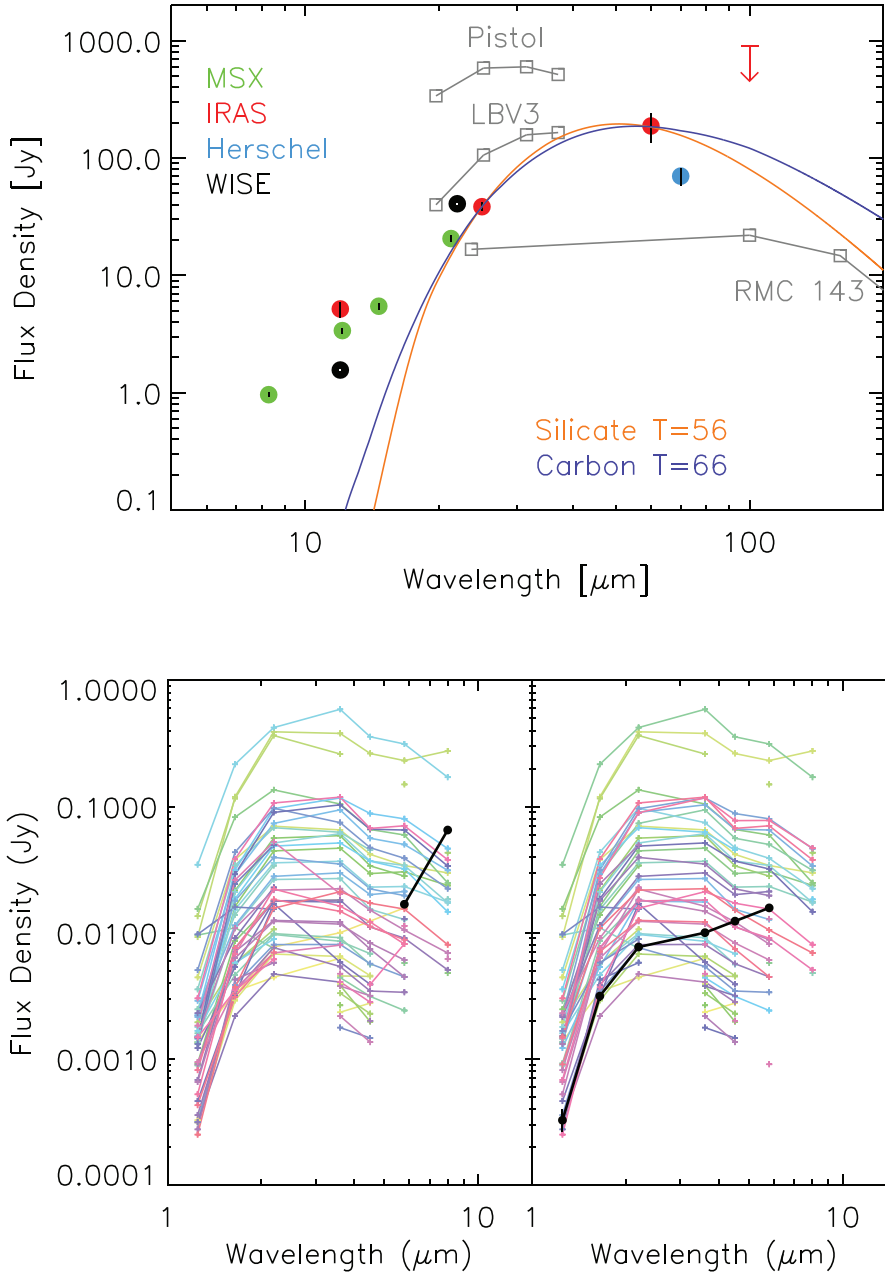 1000.0
100.0
10.0
1.0
0.1
Flux Density [Jy]
MSX
IRAS
Herschel
WISE
Pistol
LBV3
RMC 143
Silicate T=56
Carbon T=66
10
100
Wavelength [μm]
1.0000
0.1000
0.0100
0.0010
0.0001
Flux Density (Jy)
1
10
1
10
Wavelength (μm)
Wavelength (μm)